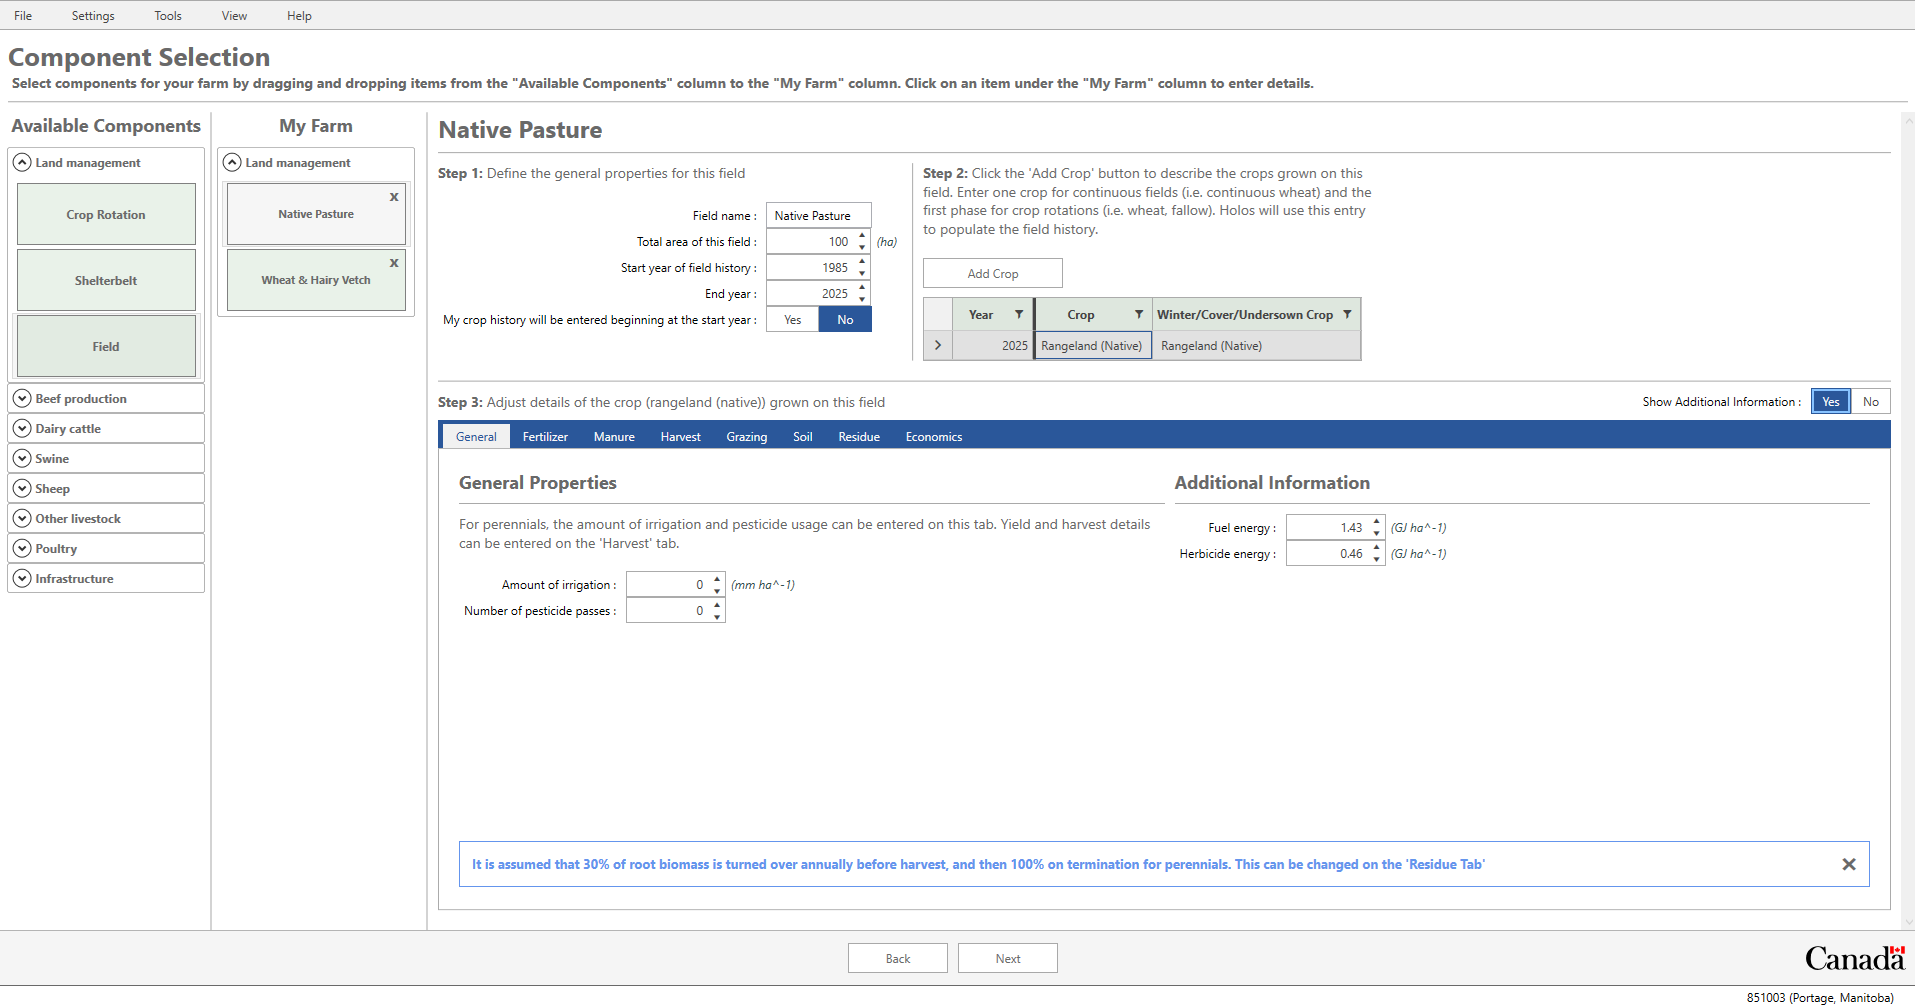 File Settings Tools View Help
Component Selection
Select components for your farm by dragging and dropping items from the "Available Components" column to the "My Farm" column. Click on an item under the "My Farm" column to enter details.
Available Components
Land management
Crop Rotation
Shelterbelt
Field
Beef production
Dairy cattle
Swine
Sheep
Other livestock
Poultry
Infrastructure
My Farm
Land management
Native Pasture x
Wheat & Hairy Vetch x
Native Pasture
Step 1: Define the general properties for this field
Field name : Native Pasture
Total area of this field : 100 (ha)
Start year of field history : 1985
End year : 2025
My crop history will be entered beginning at the start year : Yes No
Step 2: Click the 'Add Crop' button to describe the crops grown on this
field. Enter one crop for continuous fields (i.e. continuous wheat) and the
first phase for crop rotations (i.e. wheat, fallow). Holos will use this entry
to populate the field history.
Add Crop
Year Crop Winter/Cover/Undersown Crop
2025 Rangeland (Native) Rangeland (Native)
Step 3: Adjust details of the crop (rangeland (native)) grown on this field
Show Additional Information : Yes No
General Fertilizer Manure Harvest Grazing Soil Residue Economics
General Properties
For perennials, the amount of irrigation and pesticide usage can be entered on this tab. Yield and harvest details
can be entered on the 'Harvest' tab.
Amount of irrigation : 0 (mm ha^-1)
Number of pesticide passes : 0
Additional Information
Fuel energy : 1.43 (GJ ha^-1)
Herbicide energy : 0.46 (GJ ha^-1)
It is assumed that 30% of root biomass is turned over annually before harvest, and then 100% on termination for perennials. This can be changed on the 'Residue Tab'
Back Next
Canada
851003 (Portage, Manitoba)